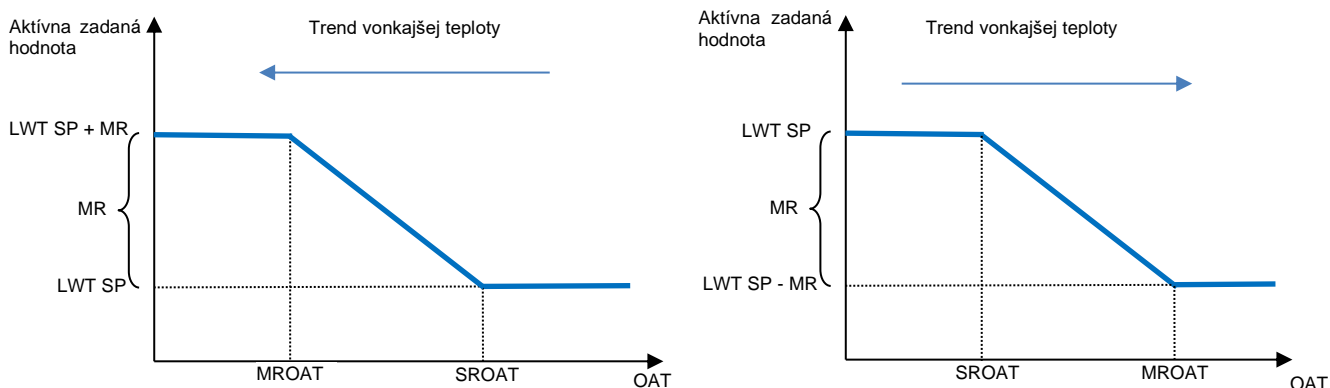 Aktívna zadaná
hodnota
Trend vonkajšej teploty
LWT SP + MR
MR
LWT SP
MROAT
SROAT
OAT
Aktívna zadaná
hodnota
Trend vonkajšej teploty
LWT SP
MR
LWT SP - MR
SROAT
MROAT
OAT